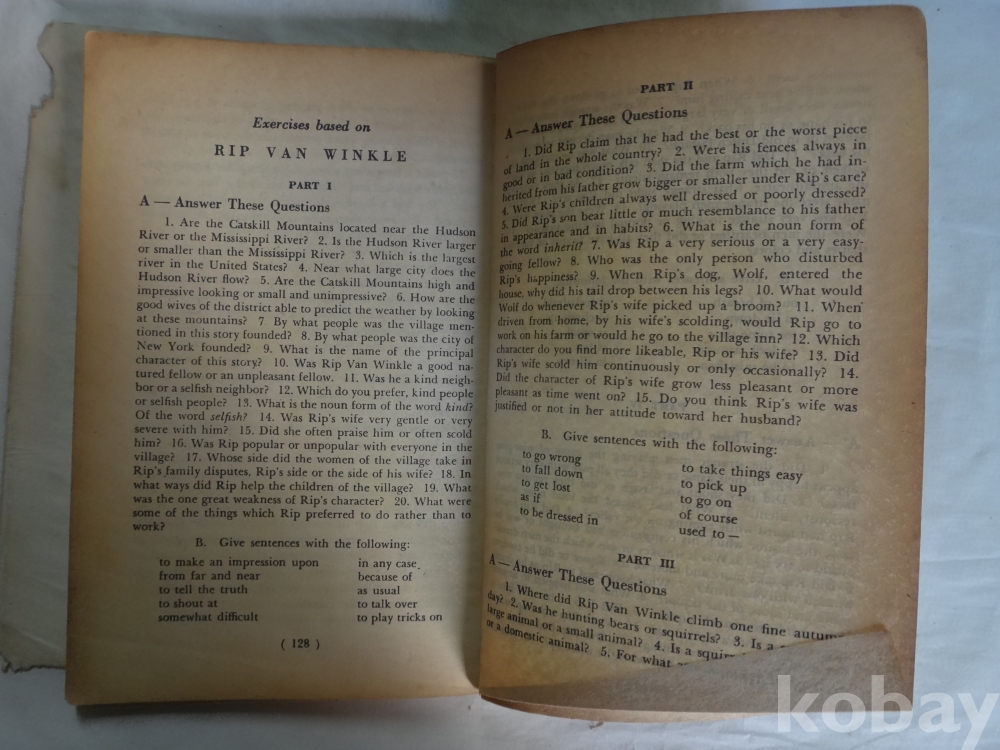 Exercises based on
RIP VAN WINKLE
PART I
A — Answer These Questions
1. Are the Catskill Mountains located near the Hudson
River or the Mississippi River? 2. Is the Hudson River larger
or smaller than the Mississippi River? 3. Which is the largest
river in the United States? 4. Near what large city does the
Hudson River flow? 5. Are the Catskill Mountains high and
impressive looking or small and unimpressive? 6. How are the
good wives of the district able to predict the weather by looking
at these mountains? 7 By what people was the village men-
tioned in this story founded? 8. By what people was the city of
New York founded? 9. What is the name of the principal
character of this story? 10. Was Rip Van Winkle a good na-
tured fellow or an unpleasant fellow. 11. Was he a kind neigh-
bor or a selfish neighbor? 12. Which do you prefer, kind people
or selfish people? 13. What is the noun form of the word kind?
Of the word selfish? 14. Was Rip's wife very gentle or very
severe with him? 15. Did she often praise him or often scold
him? 16. Was Rip popular or unpopular with everyone in the
village? 17. Whose side did the women of the village take in
Rip's family disputes, Rip's side or the side of his wife? 18. In
what ways did Rip help the children of the village? 19. What
was the one great weakness of Rip's character? 20. What were
some of the things which Rip preferred to do rather than to
work?
B. Give sentences with the following:
to make an impression upon in any case
from far and near because of
to tell the truth as usual
to shout at to talk over
somewhat difficult to play tricks on
( 128 )
PART II
A — Answer These Questions
1. Did Rip claim that he had the best or the worst piece
of land in the whole country? 2. Were his fences always in
good or in bad condition? 3. Did the farm which he had in-
herited from his father grow bigger or smaller under Rip's care?
4. Were Rip's children always well dressed or poorly dressed?
5. Did Rip's son bear little or much resemblance to his father
in appearance and in habits? 6. What is the noun form of
the word inherit? 7. Was Rip a very serious or a very easy-
going fellow? 8. Who was the only person who disturbed
Rip's happiness? 9. When Rip's dog, Wolf, entered the
house, why did his tail drop between his legs? 10. What would
Wolf do whenever Rip's wife picked up a broom? 11. When
driven from home, by his wife's scolding, would Rip go to
work on his farm or would he go to the village inn? 12. Which
character do you find more likeable, Rip or his wife? 13. Did
Rip's wife scold him continuously or only occasionally? 14.
Did the character of Rip's wife grow less pleasant or more
pleasant as time went on? 15. Do you think Rip's wife was
justified or not in her attitude toward her husband?
B. Give sentences with the following:
to go wrong to take things easy
to fall down to pick up
to get lost to go on
as if of course
to be dressed in used to —
PART III
A — Answer These Questions
1. Where did Rip Van Winkle climb one fine autumn
day? 2. Was he hunting bears or squirrels? 3. Is a
large animal or a small animal? 4. Is a
or a domestic animal? 5. For what
kobay